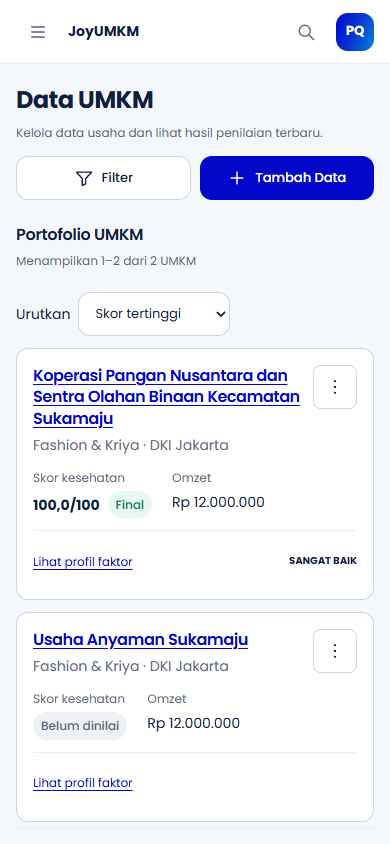 JoyUMKM
PQ
Data UMKM
Kelola data usaha dan lihat hasil penilaian terbaru.
Filter
Tambah Data
Portofolio UMKM
Menampilkan 1–2 dari 2 UMKM
Urutkan
Skor tertinggi
Koperasi Pangan Nusantara dan
Sentra Olahan Binaan Kecamatan
Sukamaju
Fashion & Kriya · DKI Jakarta
Skor kesehatan
Omzet
100,0/100
Final
Rp 12.000.000
Lihat profil faktor
SANGAT BAIK
Usaha Anyaman Sukamaju
Fashion & Kriya · DKI Jakarta
Skor kesehatan
Omzet
Belum dinilai
Rp 12.000.000
Lihat profil faktor